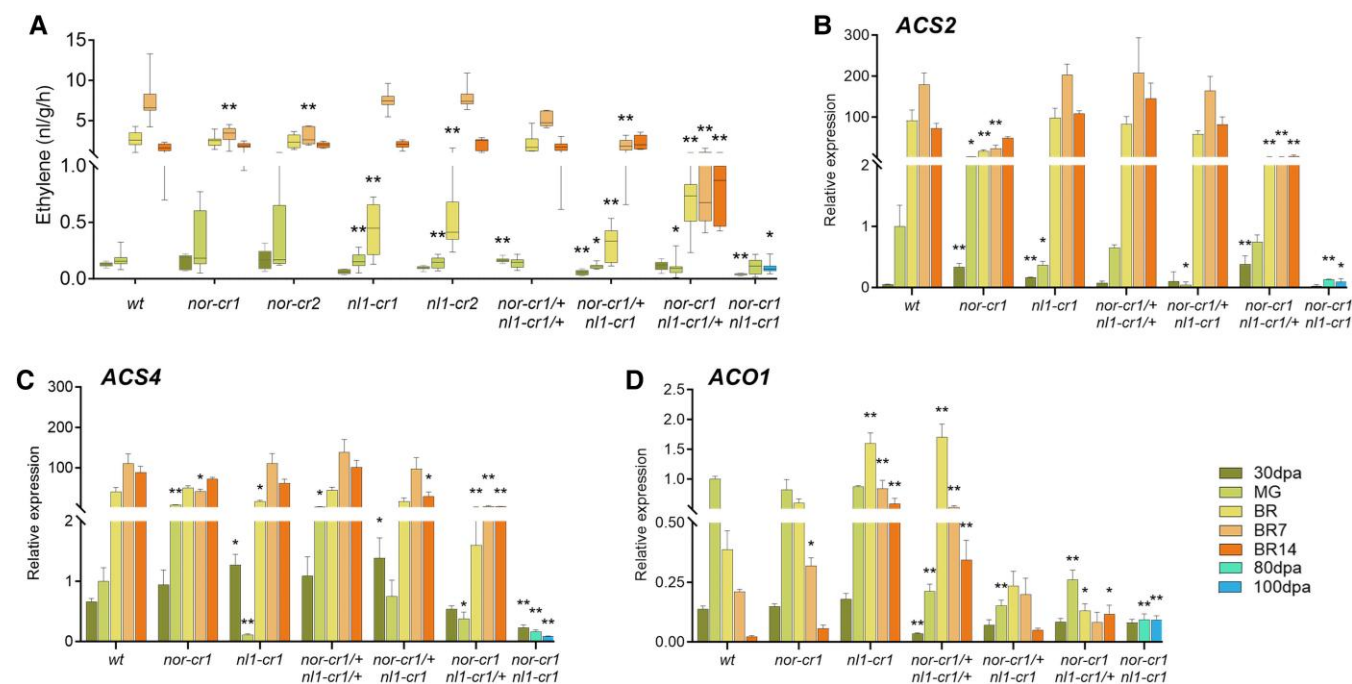 A
Ethylene (nl/g/h)
15
10
5
1.0
0.5
0.0
** ** ** ** ** ** ** ** ** * ** ** * ** ** ** *
wt nor-cr1 nor-cr2 nl1-cr1 nl1-cr2 nor-cr1/+ nor-cr1/+ nor-cr1 nor-cr1
nl1-cr1/+ nl1-cr1 nl1-cr1/+ nl1-cr1
B ACS2
Relative expression
300
200
100
2
1
0
** * ** ** ** * * ** ** ** ** ** *
wt nor-cr1 nl1-cr1 nor-cr1/+ nor-cr1/+ nor-cr1 nor-cr1
nl1-cr1/+ nl1-cr1 nl1-cr1/+ nl1-cr1
C ACS4
Relative expression
300
200
100
2
1
0
** * * ** * * * * * ** ** ** ** ** **
wt nor-cr1 nl1-cr1 nor-cr1/+ nor-cr1/+ nor-cr1 nor-cr1
nl1-cr1/+ nl1-cr1 nl1-cr1/+ nl1-cr1
D ACO1
Relative expression
2.5
2.0
1.5
1.0
0.50
0.25
0.00
* ** ** ** ** ** ** ** ** ** ** * * ** **
wt nor-cr1 nl1-cr1 nor-cr1/+ nor-cr1/+ nor-cr1 nor-cr1
nl1-cr1/+ nl1-cr1 nl1-cr1/+ nl1-cr1
30dpa
MG
BR
BR7
BR14
80dpa
100dpa